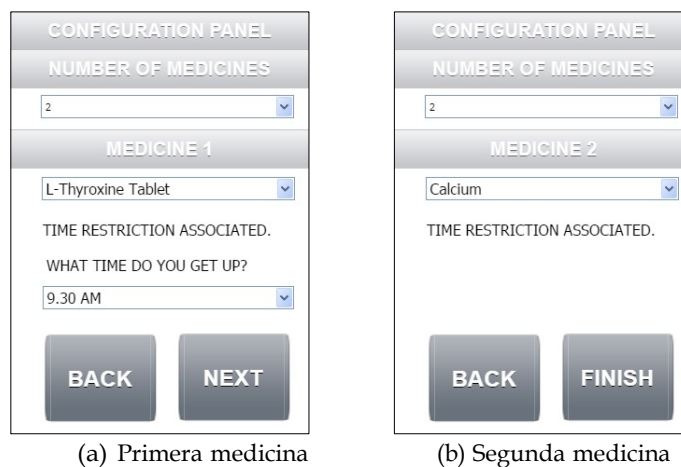 CONFIGURATION PANEL
NUMBER OF MEDICINES
2
MEDICINE 1
L-Thyroxine Tablet
TIME RESTRICTION ASSOCIATED.
WHAT TIME DO YOU GET UP?
9.30 AM
BACK NEXT
(a) Primera medicina
CONFIGURATION PANEL
NUMBER OF MEDICINES
2
MEDICINE 2
Calcium
TIME RESTRICTION ASSOCIATED.
BACK FINISH
(b) Segunda medicina